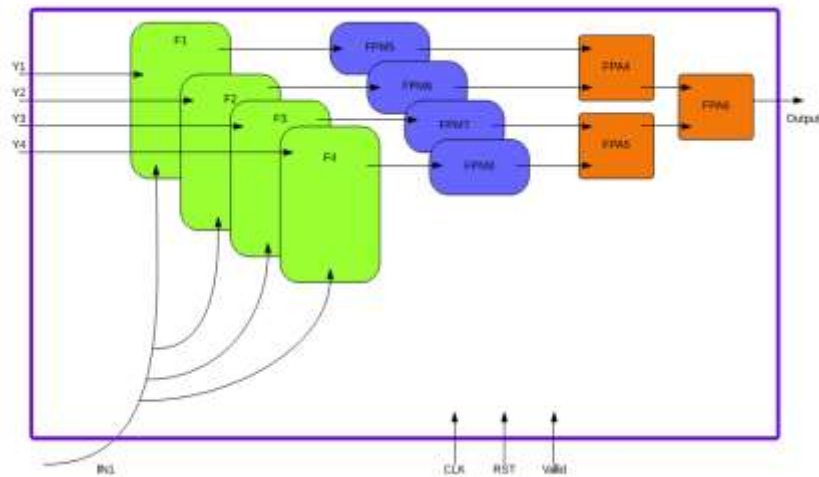 F1
FPM5
FPA4
Y1
FPM6
Y2
F2
FPA6
Y3
F3
FPM7
Output
Y4
F4
FPM8
FPA5
IN1
CLK
RST
Valid